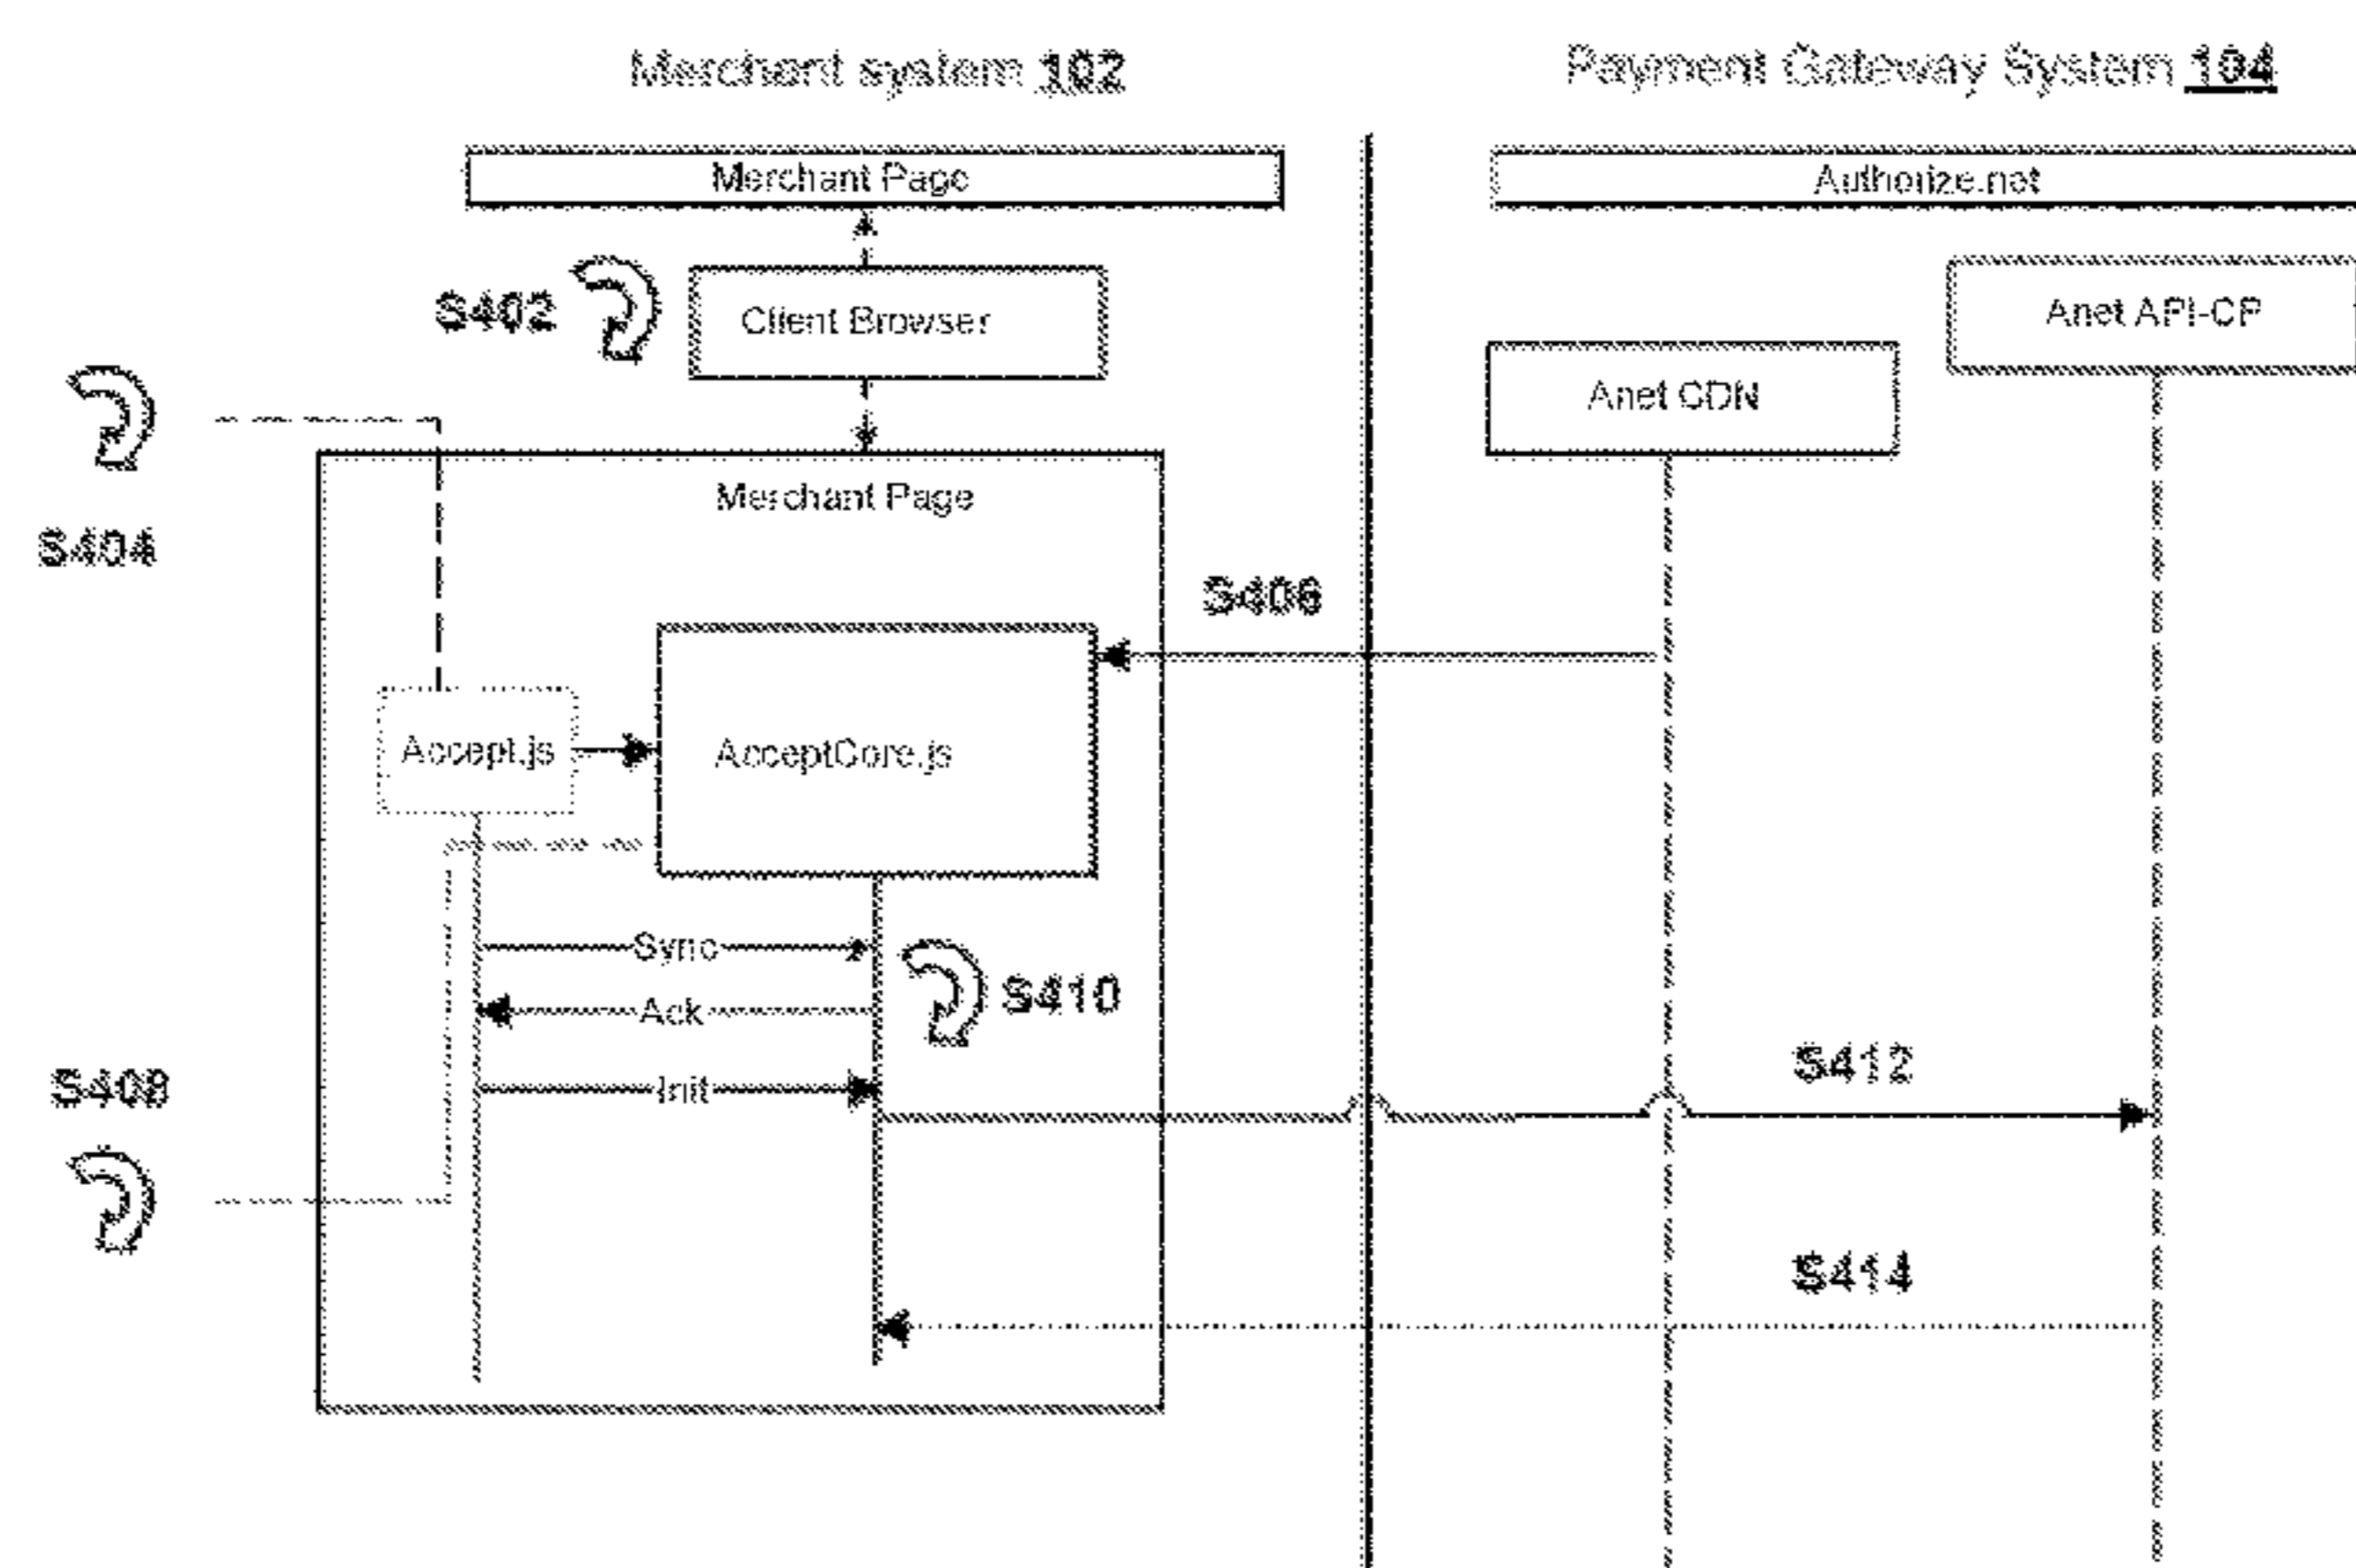 Merchant system 102
Payment Gateway System 104
Merchant Page
Authorize.net
S402
Client Browser
Anet API-CP
Anet CDN
Merchant Page
S404
S406
Accept.js
AcceptCore.js
Sync
S410
Ack
S408
Init
S412
S414